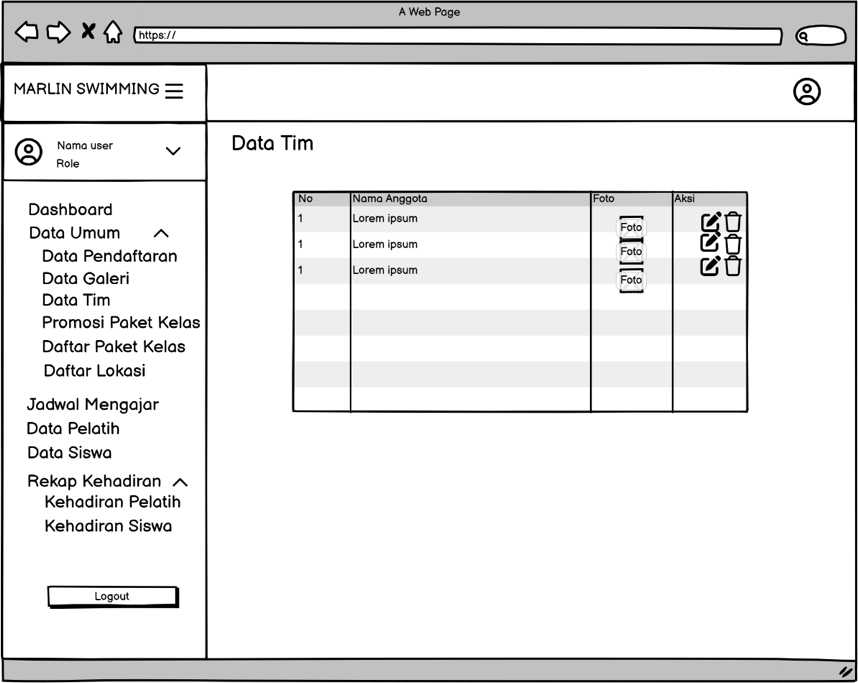 A Web Page
https://
MARLIN SWIMMING
Nama user
Role
Data Tim
Dashboard
Data Umum
Data Pendaftaran
Data Galeri
Data Tim
Promosi Paket Kelas
Daftar Paket Kelas
Daftar Lokasi
Jadwal Mengajar
Data Pelatih
Data Siswa
Rekap Kehadiran
Kehadiran Pelatih
Kehadiran Siswa
Logout
No Nama Anggota Foto Aksi
1 Lorem ipsum Foto
1 Lorem ipsum Foto
1 Lorem ipsum Foto